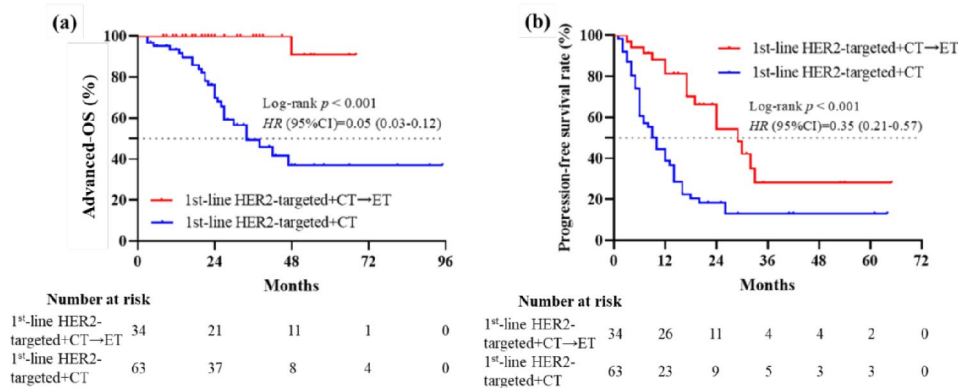 (a)
Advanced-OS (%)
100
80
60
40
20
0
Log-rank p < 0.001
HR (95%CI)=0.05 (0.03-0.12)
1st-line HER2-targeted+CT→ET
1st-line HER2-targeted+CT
0 24 48 72 96
Months
Number at risk
1st-line HER2-
targeted+CT→ET 34 21 11 1 0
1st-line HER2-
targeted+CT 63 37 8 4 0
(b)
Progression-free survival rate (%)
100
80
60
40
20
0
1st-line HER2-targeted+CT→ET
1st-line HER2-targeted+CT
Log-rank p < 0.001
HR (95%CI)=0.35 (0.21-0.57)
0 12 24 36 48 60 72
Months
Number at risk
1st-line HER2-
targeted+CT→ET 34 26 11 4 4 2 0
1st-line HER2-
targeted+CT 63 23 9 5 3 3 0